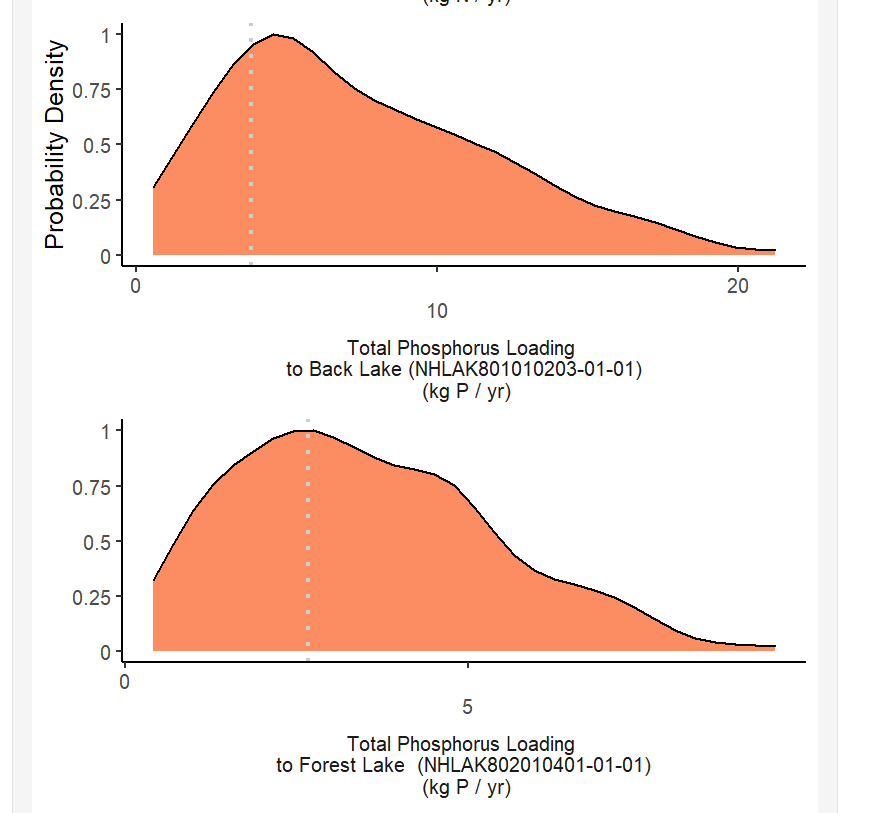 (kg N / yr)
Probability Density
1
0.75
0.5
0.25
0
0
10
20
Total Phosphorus Loading
to Back Lake (NHLAK801010203-01-01)
(kg P / yr)
1
0.75
0.5
0.25
0
0
5
Total Phosphorus Loading
to Forest Lake  (NHLAK802010401-01-01)
(kg P / yr)